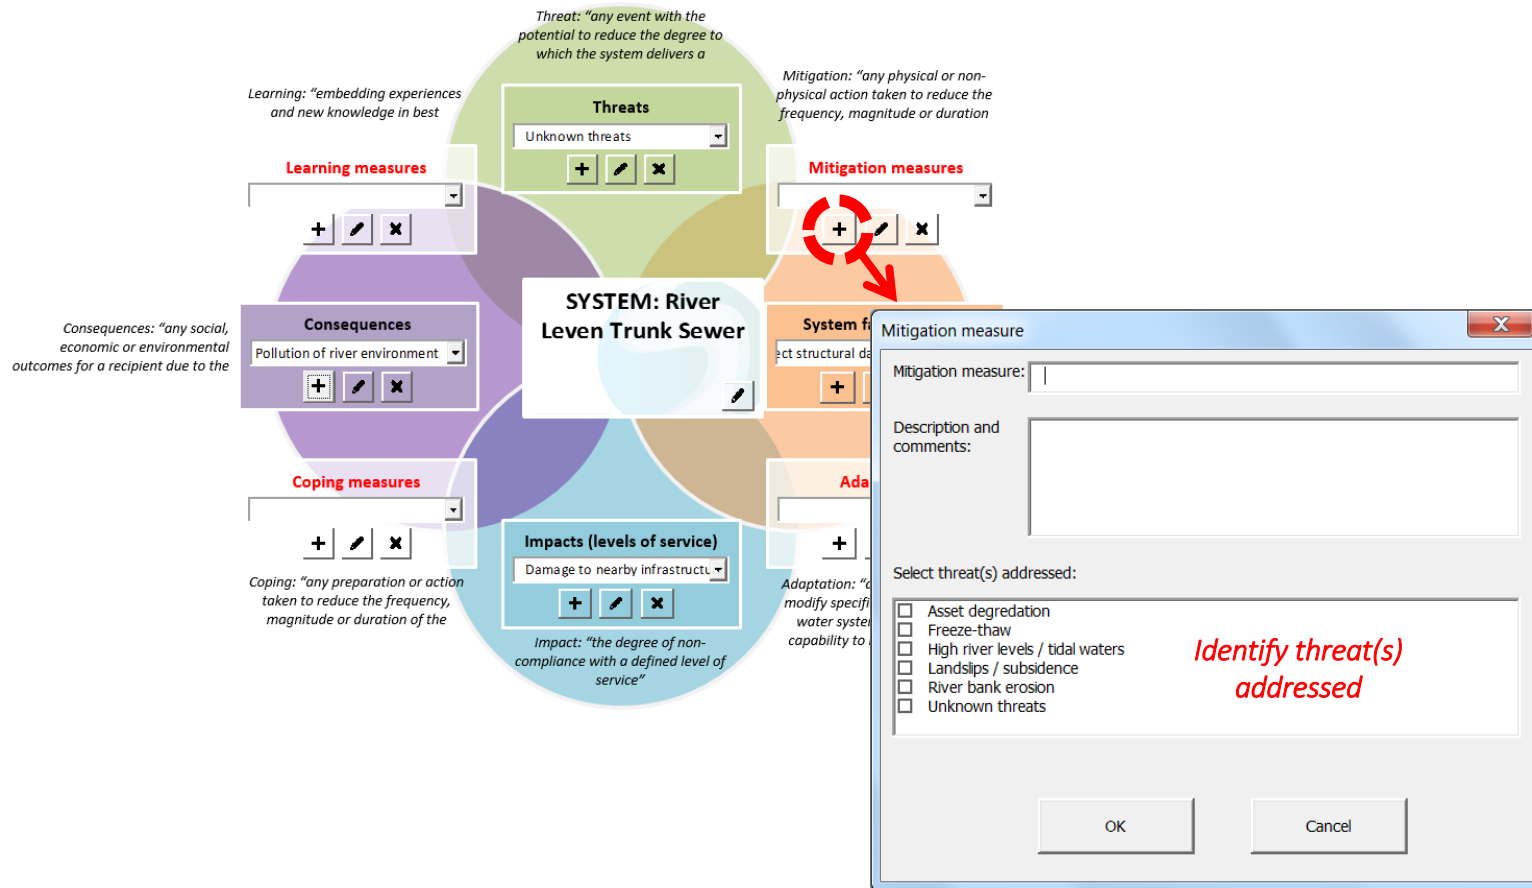 Threat: “any event with the
potential to reduce the degree to
which the system delivers a
Threats
Unknown threats
Learning: “embedding experiences
and new knowledge in best
Learning measures
Mitigation: “any physical or non-
physical action taken to reduce the
frequency, magnitude or duration
Mitigation measures
SYSTEM: River
Leven Trunk Sewer
Consequences: “any social,
economic or environmental
outcomes for a recipient due to the
Consequences
Pollution of river environment
System fa
ect structural da
Coping measures
Coping: “any preparation or action
taken to reduce the frequency,
magnitude or duration of the
Impacts (levels of service)
Damage to nearby infrastructu
Impact: “the degree of non-
compliance with a defined level of
service”
Ada
Adaptation: “a
modify specifi
water system
capability to
Mitigation measure
Mitigation measure:
Description and
comments:
Select threat(s) addressed:
Asset degredation
Freeze-thaw
High river levels / tidal waters
Landslips / subsidence
River bank erosion
Unknown threats
Identify threat(s)
addressed
OK
Cancel